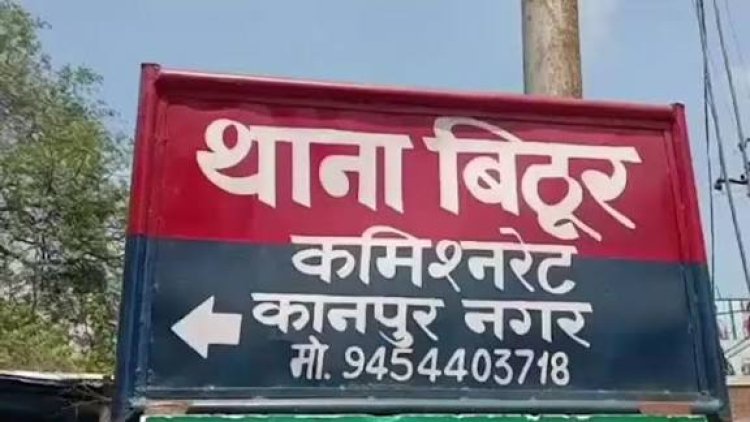 थाना बिठूर
कमिश्नरेट
कानपुर नगर
मो. 9454403718